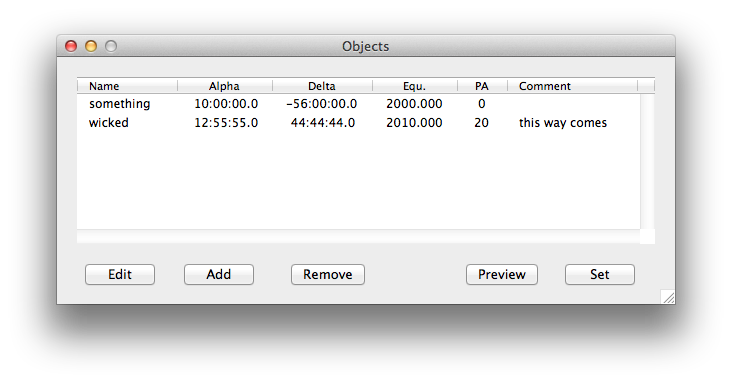 Objects
Name Alpha Delta Equ. PA Comment
something 10:00:00.0 −56:00:00.0 2000.000 0
wicked 12:55:55.0 44:44:44.0 2010.000 20 this way comes
Edit Add Remove Preview Set